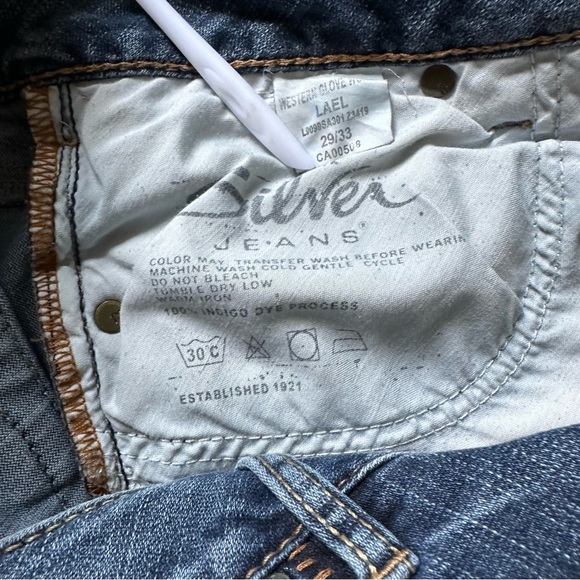 WESTERN GLOVE
LAEL
29/33
Silver
JEANS
COLOR MAY TRANSFER WASH BEFORE WEARIN
MACHINE WASH COLD GENTLE CYCLE
DO NOT BLEACH
TUMBLE DRY LOW
WARM IRON
100% INDIGO DYE PROCESS
30°C
ESTABLISHED 1921